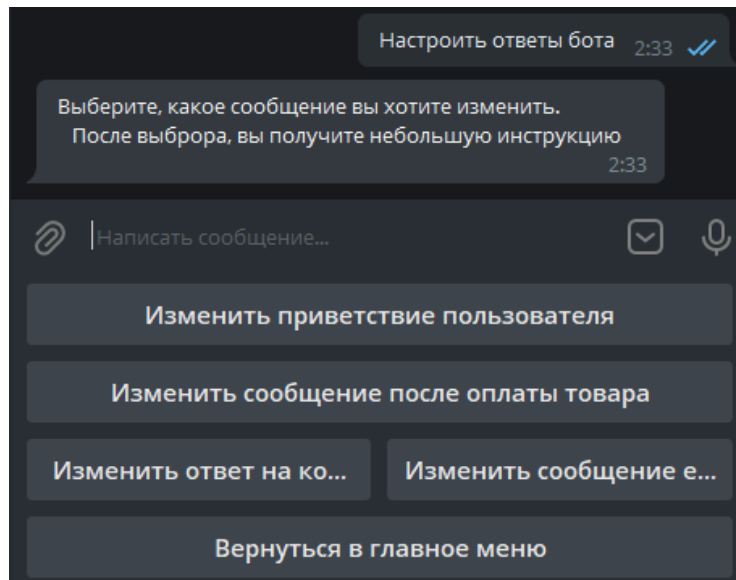 Настроить ответы бота 2:33
Выберите, какое сообщение вы хотите изменить.
После выброра, вы получите небольшую инструкцию
2:33
Написать сообщение...
Изменить приветствие пользователя
Изменить сообщение после оплаты товара
Изменить ответ на ко... Изменить сообщение е...
Вернуться в главное меню